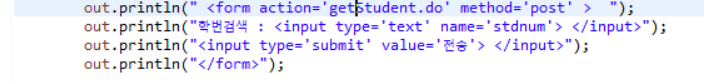 out.println(" <form action='getStudent.do' method='post' >  ");
out.println("학번검색 : <input type='text' name='stdnum'> </input>");
out.println("<input type='submit' value='전송'> </input>");
out.println("</form>");